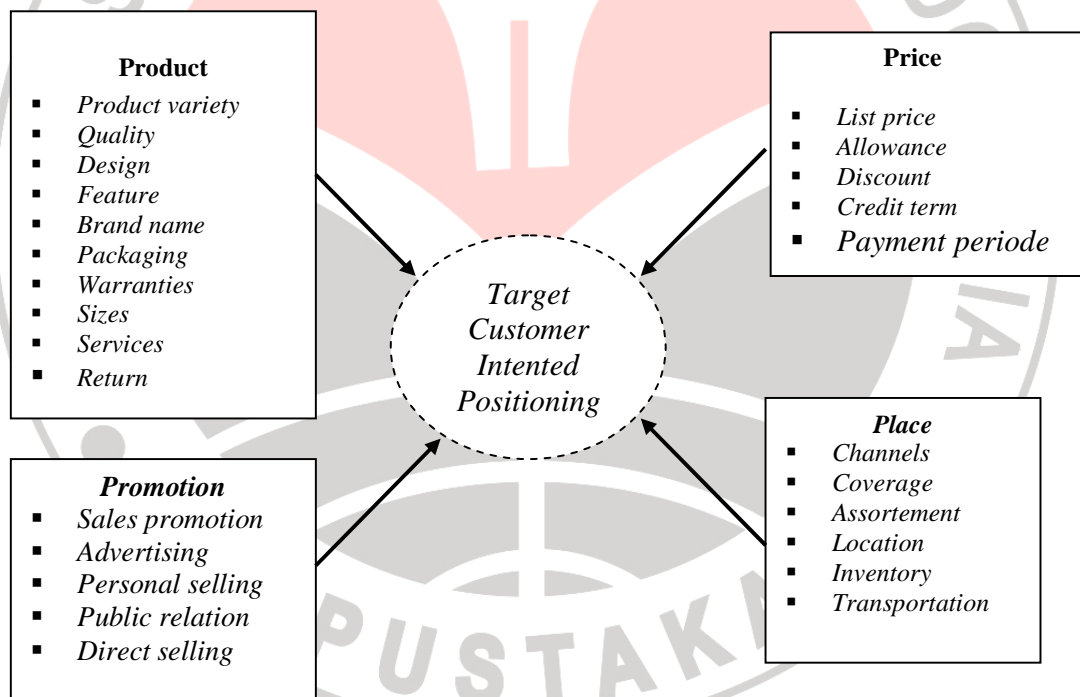 Product
▪ Product variety
▪ Quality
▪ Design
▪ Feature
▪ Brand name
▪ Packaging
▪ Warranties
▪ Sizes
▪ Services
▪ Return
Price
▪ List price
▪ Allowance
▪ Discount
▪ Credit term
▪ Payment periode
Target
Customer
Intented
Positioning
Promotion
▪ Sales promotion
▪ Advertising
▪ Personal selling
▪ Public relation
▪ Direct selling
Place
▪ Channels
▪ Coverage
▪ Assortement
▪ Location
▪ Inventory
▪ Transportation
IA
PUSTAKA